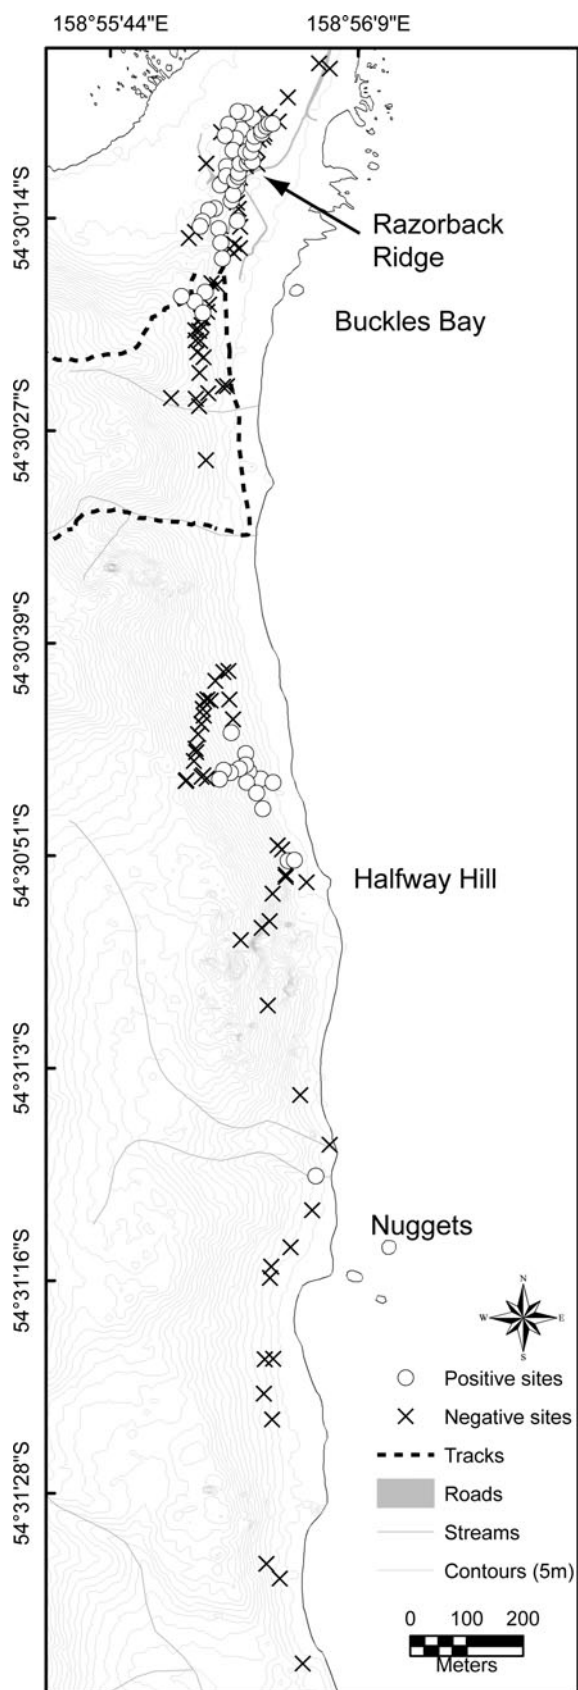 158°55'44"E
158°56'9"E
54°30'14"S
Razorback
Ridge
Buckles Bay
54°30'27"S
54°30'39"S
54°30'51"S
Halfway Hill
54°31'3"S
Nuggets
54°31'16"S
N
W
E
S
Positive sites
Negative sites
Tracks
54°31'28"S
Roads
Streams
Contours (5m)
0 100 200
Meters